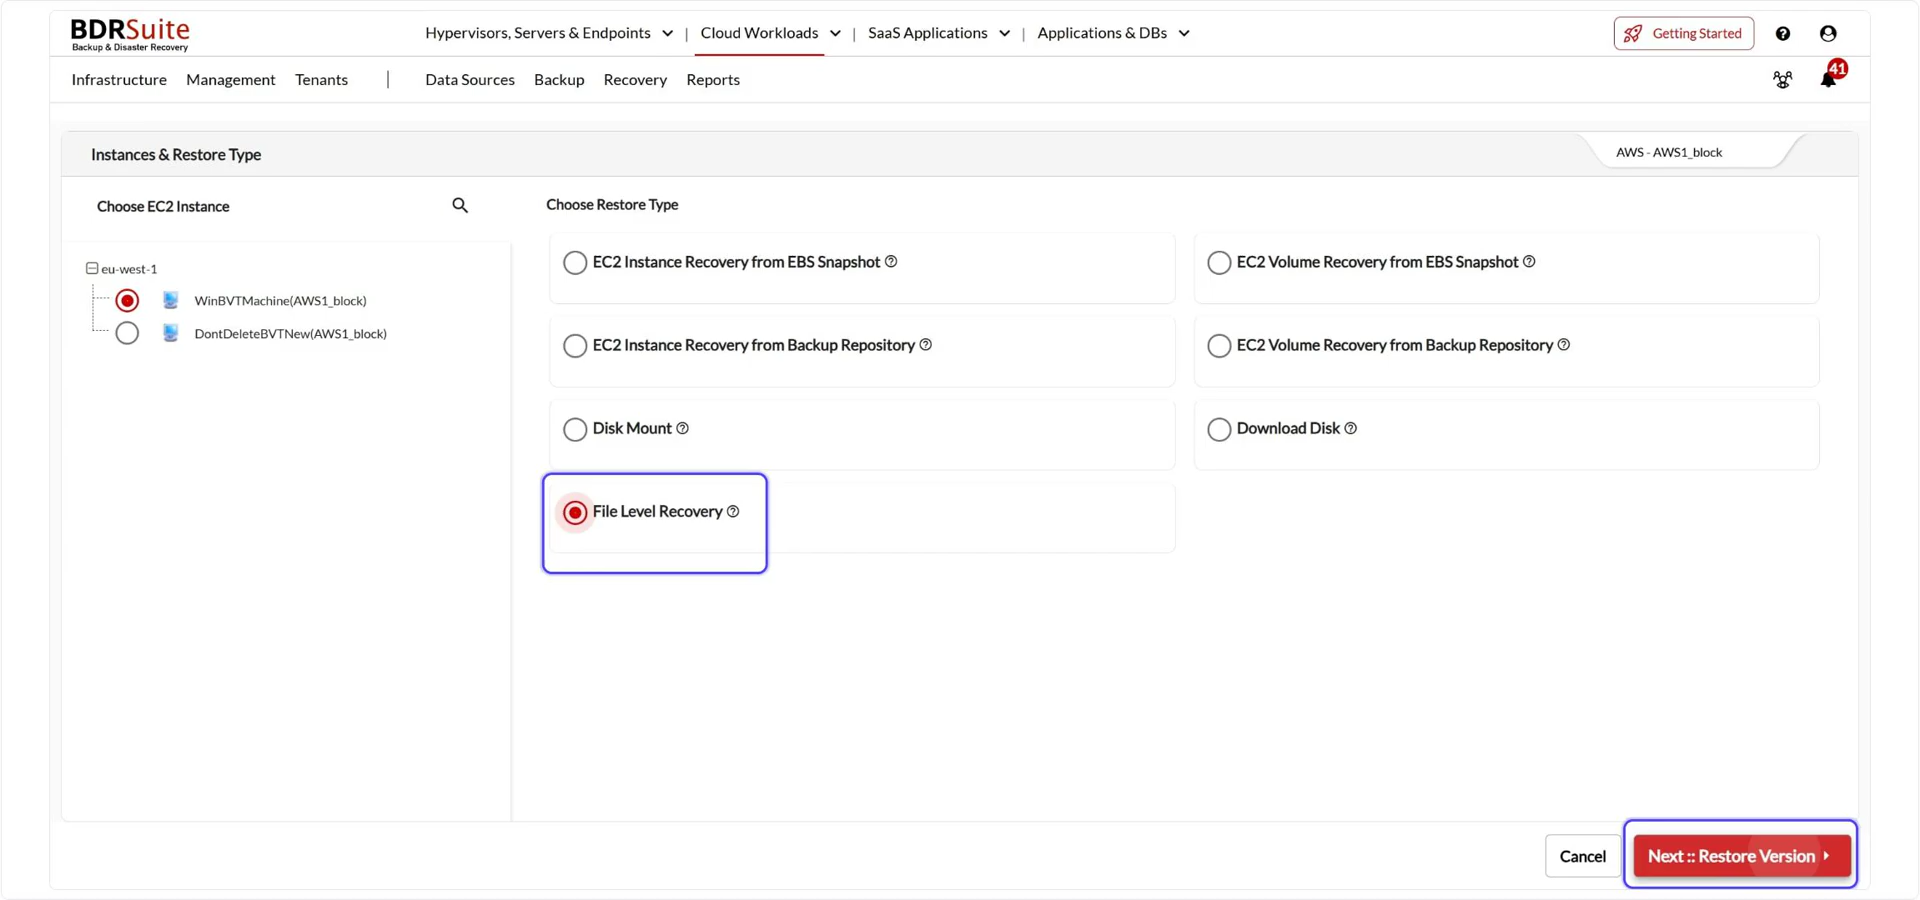 BDRSuite
Backup & Disaster Recovery
Hypervisors, Servers & Endpoints | Cloud Workloads | SaaS Applications | Applications & DBs
Getting Started
Infrastructure Management Tenants | Data Sources Backup Recovery Reports
41
Instances & Restore Type
AWS - AWS1_block
Choose EC2 Instance
Choose Restore Type
eu-west-1
WinBVTMachine(AWS1_block)
DontDeleteBVTNew(AWS1_block)
EC2 Instance Recovery from EBS Snapshot
EC2 Volume Recovery from EBS Snapshot
EC2 Instance Recovery from Backup Repository
EC2 Volume Recovery from Backup Repository
Disk Mount
Download Disk
File Level Recovery
Cancel
Next :: Restore Version